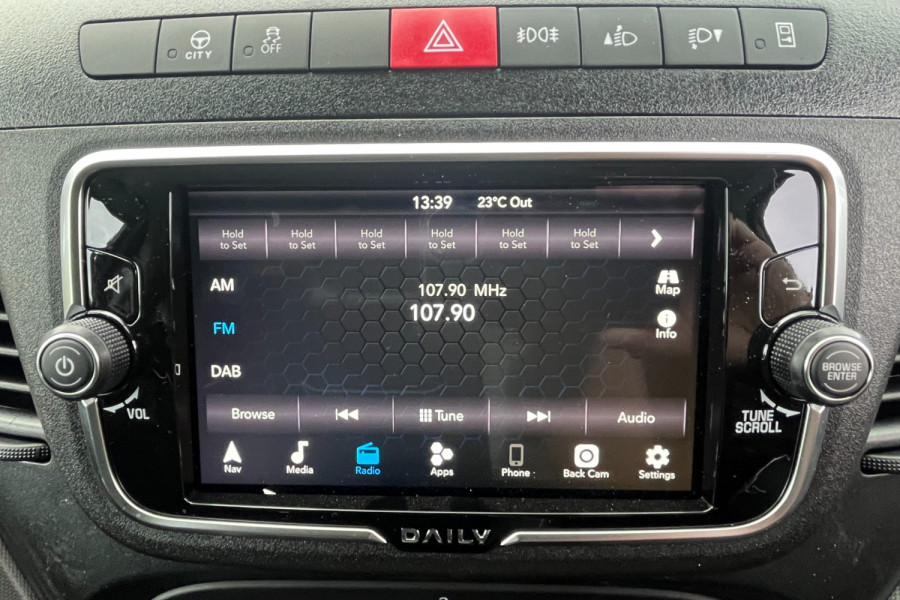 CITY
OFF
13:39 23°C Out
Hold to Set
Hold to Set
Hold to Set
Hold to Set
Hold to Set
Hold to Set
AM
107.90 MHz
107.90
Map
FM
Info
DAB
VOL
BROWSE
ENTER
TUNE
SCROLL
Browse
Tune
Audio
Nav
Media
Radio
Apps
Phone
Back Cam
Settings
DAILY